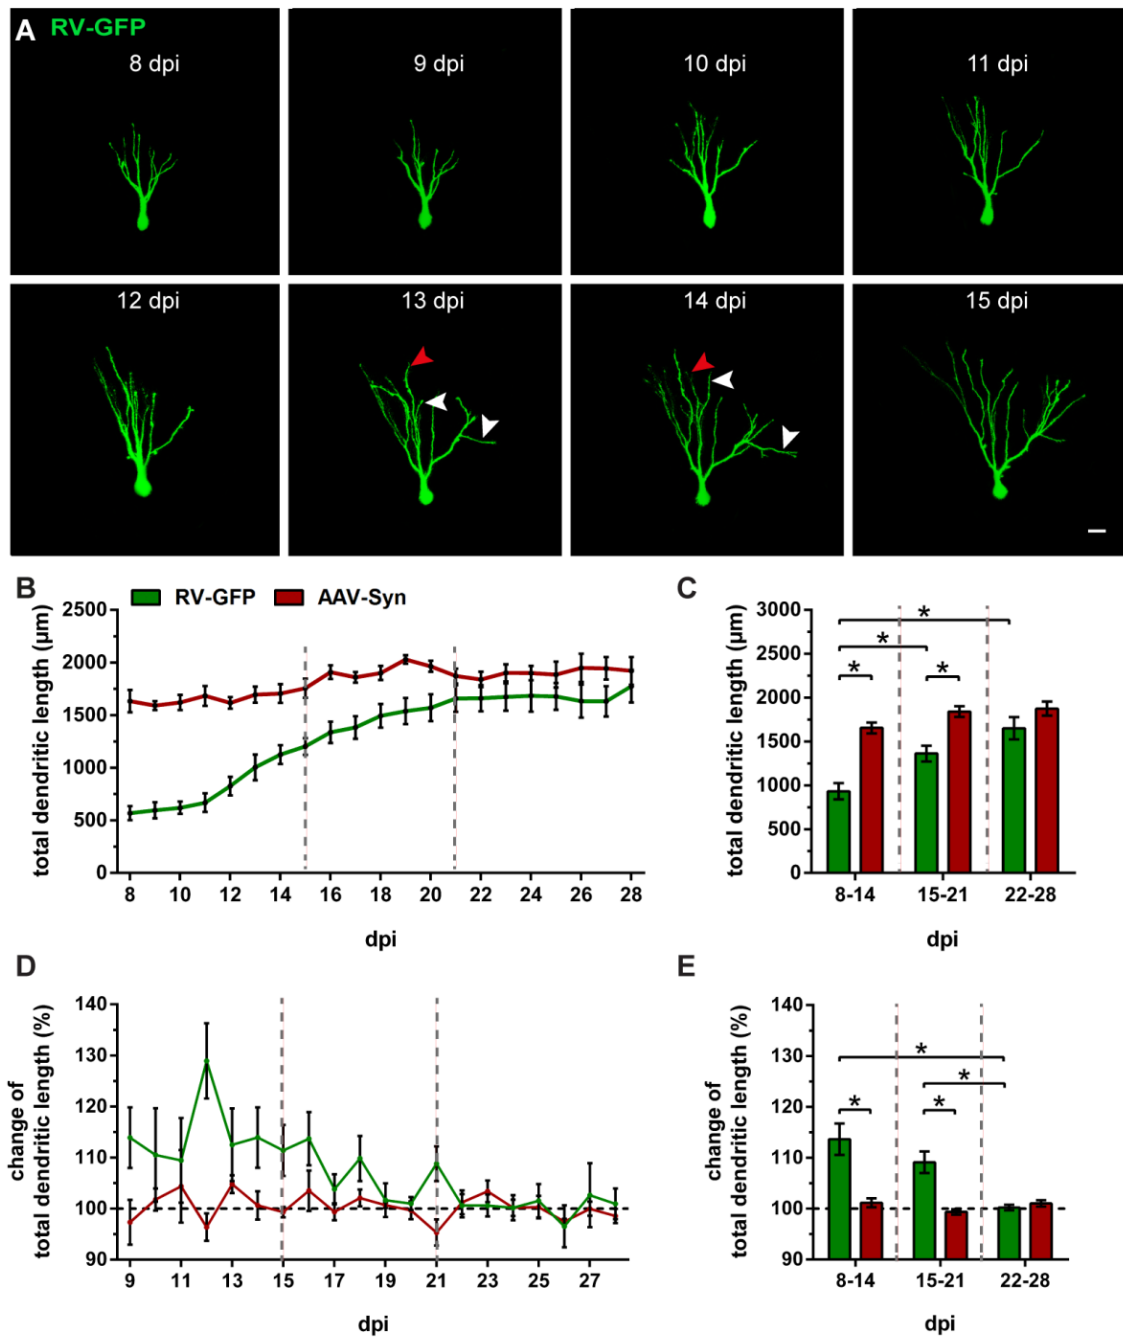 A RV-GFP
8 dpi 9 dpi 10 dpi 11 dpi
12 dpi 13 dpi 14 dpi 15 dpi
B
RV-GFP AAV-Syn
total dendritic length (µm)
2500
2000
1500
1000
500
0
8 10 12 14 16 18 20 22 24 26 28
dpi
C
total dendritic length (µm)
3000
2500
2000
1500
1000
500
0
* * * *
8-14 15-21 22-28
dpi
D
change of
total dendritic length (%)
140
130
120
110
100
90
9 11 13 15 17 19 21 23 25 27
dpi
E
change of
total dendritic length (%)
140
130
120
110
100
90
* * * *
8-14 15-21 22-28
dpi